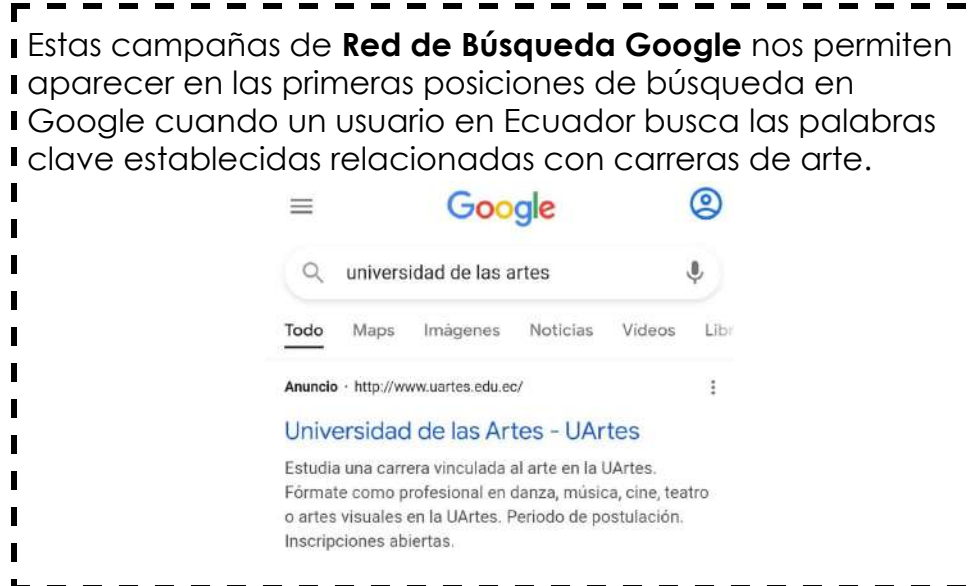 Estas campañas de Red de Búsqueda Google nos permiten
aparecer en las primeras posiciones de búsqueda en
Google cuando un usuario en Ecuador busca las palabras
clave establecidas relacionadas con carreras de arte.
Google
universidad de las artes
Todo Maps Imágenes Noticias Vídeos Libr
Anuncio · http://www.uartes.edu.ec/
Universidad de las Artes - UArtes
Estudia una carrera vinculada al arte en la UArtes.
Fórmate como profesional en danza, música, cine, teatro
o artes visuales en la UArtes. Periodo de postulación.
Inscripciones abiertas.